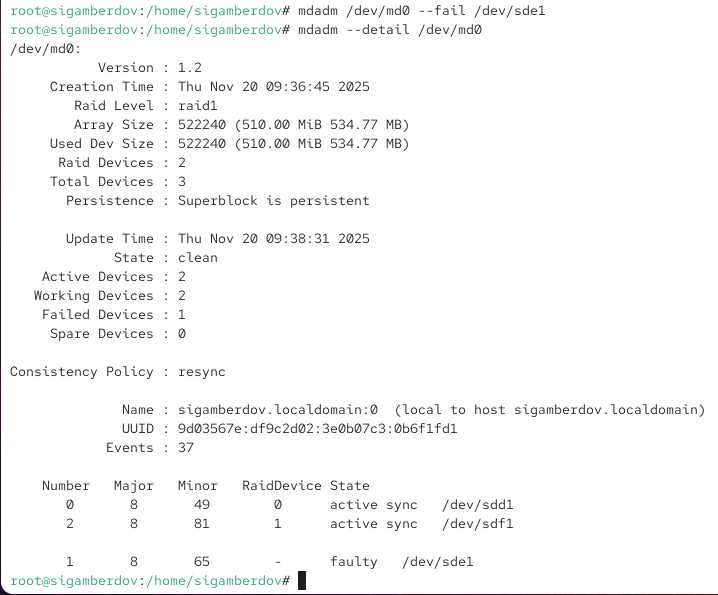 root@sigamberdov:/home/sigamberdov# mdadm /dev/md0 --fail /dev/sde1
root@sigamberdov:/home/sigamberdov# mdadm --detail /dev/md0
/dev/md0:
           Version : 1.2
     Creation Time : Thu Nov 20 09:36:45 2025
        Raid Level : raid1
        Array Size : 522240 (510.00 MiB 534.77 MB)
     Used Dev Size : 522240 (510.00 MiB 534.77 MB)
      Raid Devices : 2
     Total Devices : 3
       Persistence : Superblock is persistent

       Update Time : Thu Nov 20 09:38:31 2025
             State : clean
    Active Devices : 2
   Working Devices : 2
    Failed Devices : 1
     Spare Devices : 0

Consistency Policy : resync

              Name : sigamberdov.localdomain:0  (local to host sigamberdov.localdomain)
              UUID : 9d03567e:df9c2d02:3e0b07c3:0b6f1fd1
            Events : 37

    Number   Major   Minor   RaidDevice State
       0       8       49        0      active sync   /dev/sdd1
       2       8       81        1      active sync   /dev/sdf1

       1       8       65        -      faulty   /dev/sde1
root@sigamberdov:/home/sigamberdov#